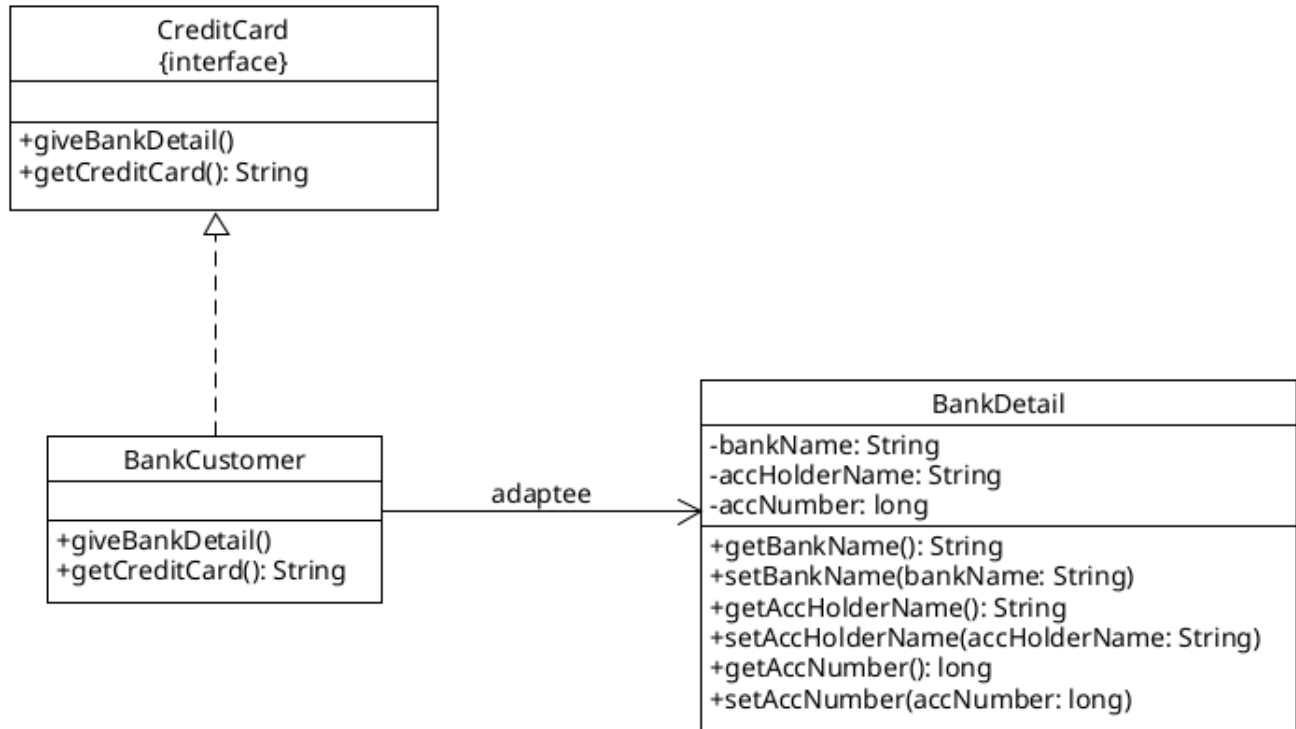 CreditCard
{interface}
+giveBankDetail()
+getCreditCard(): String
BankCustomer
+giveBankDetail()
+getCreditCard(): String
adaptee
BankDetail
-bankName: String
-accHolderName: String
-accNumber: long
+getBankName(): String
+setBankName(bankName: String)
+getAccHolderName(): String
+setAccHolderName(accHolderName: String)
+getAccNumber(): long
+setAccNumber(accNumber: long)